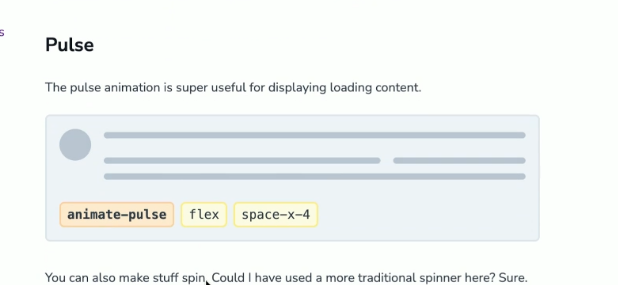 s
Pulse
The pulse animation is super useful for displaying loading content.
animate-pulse flex space-x-4
You can also make stuff spin. Could I have used a more traditional spinner here? Sure.